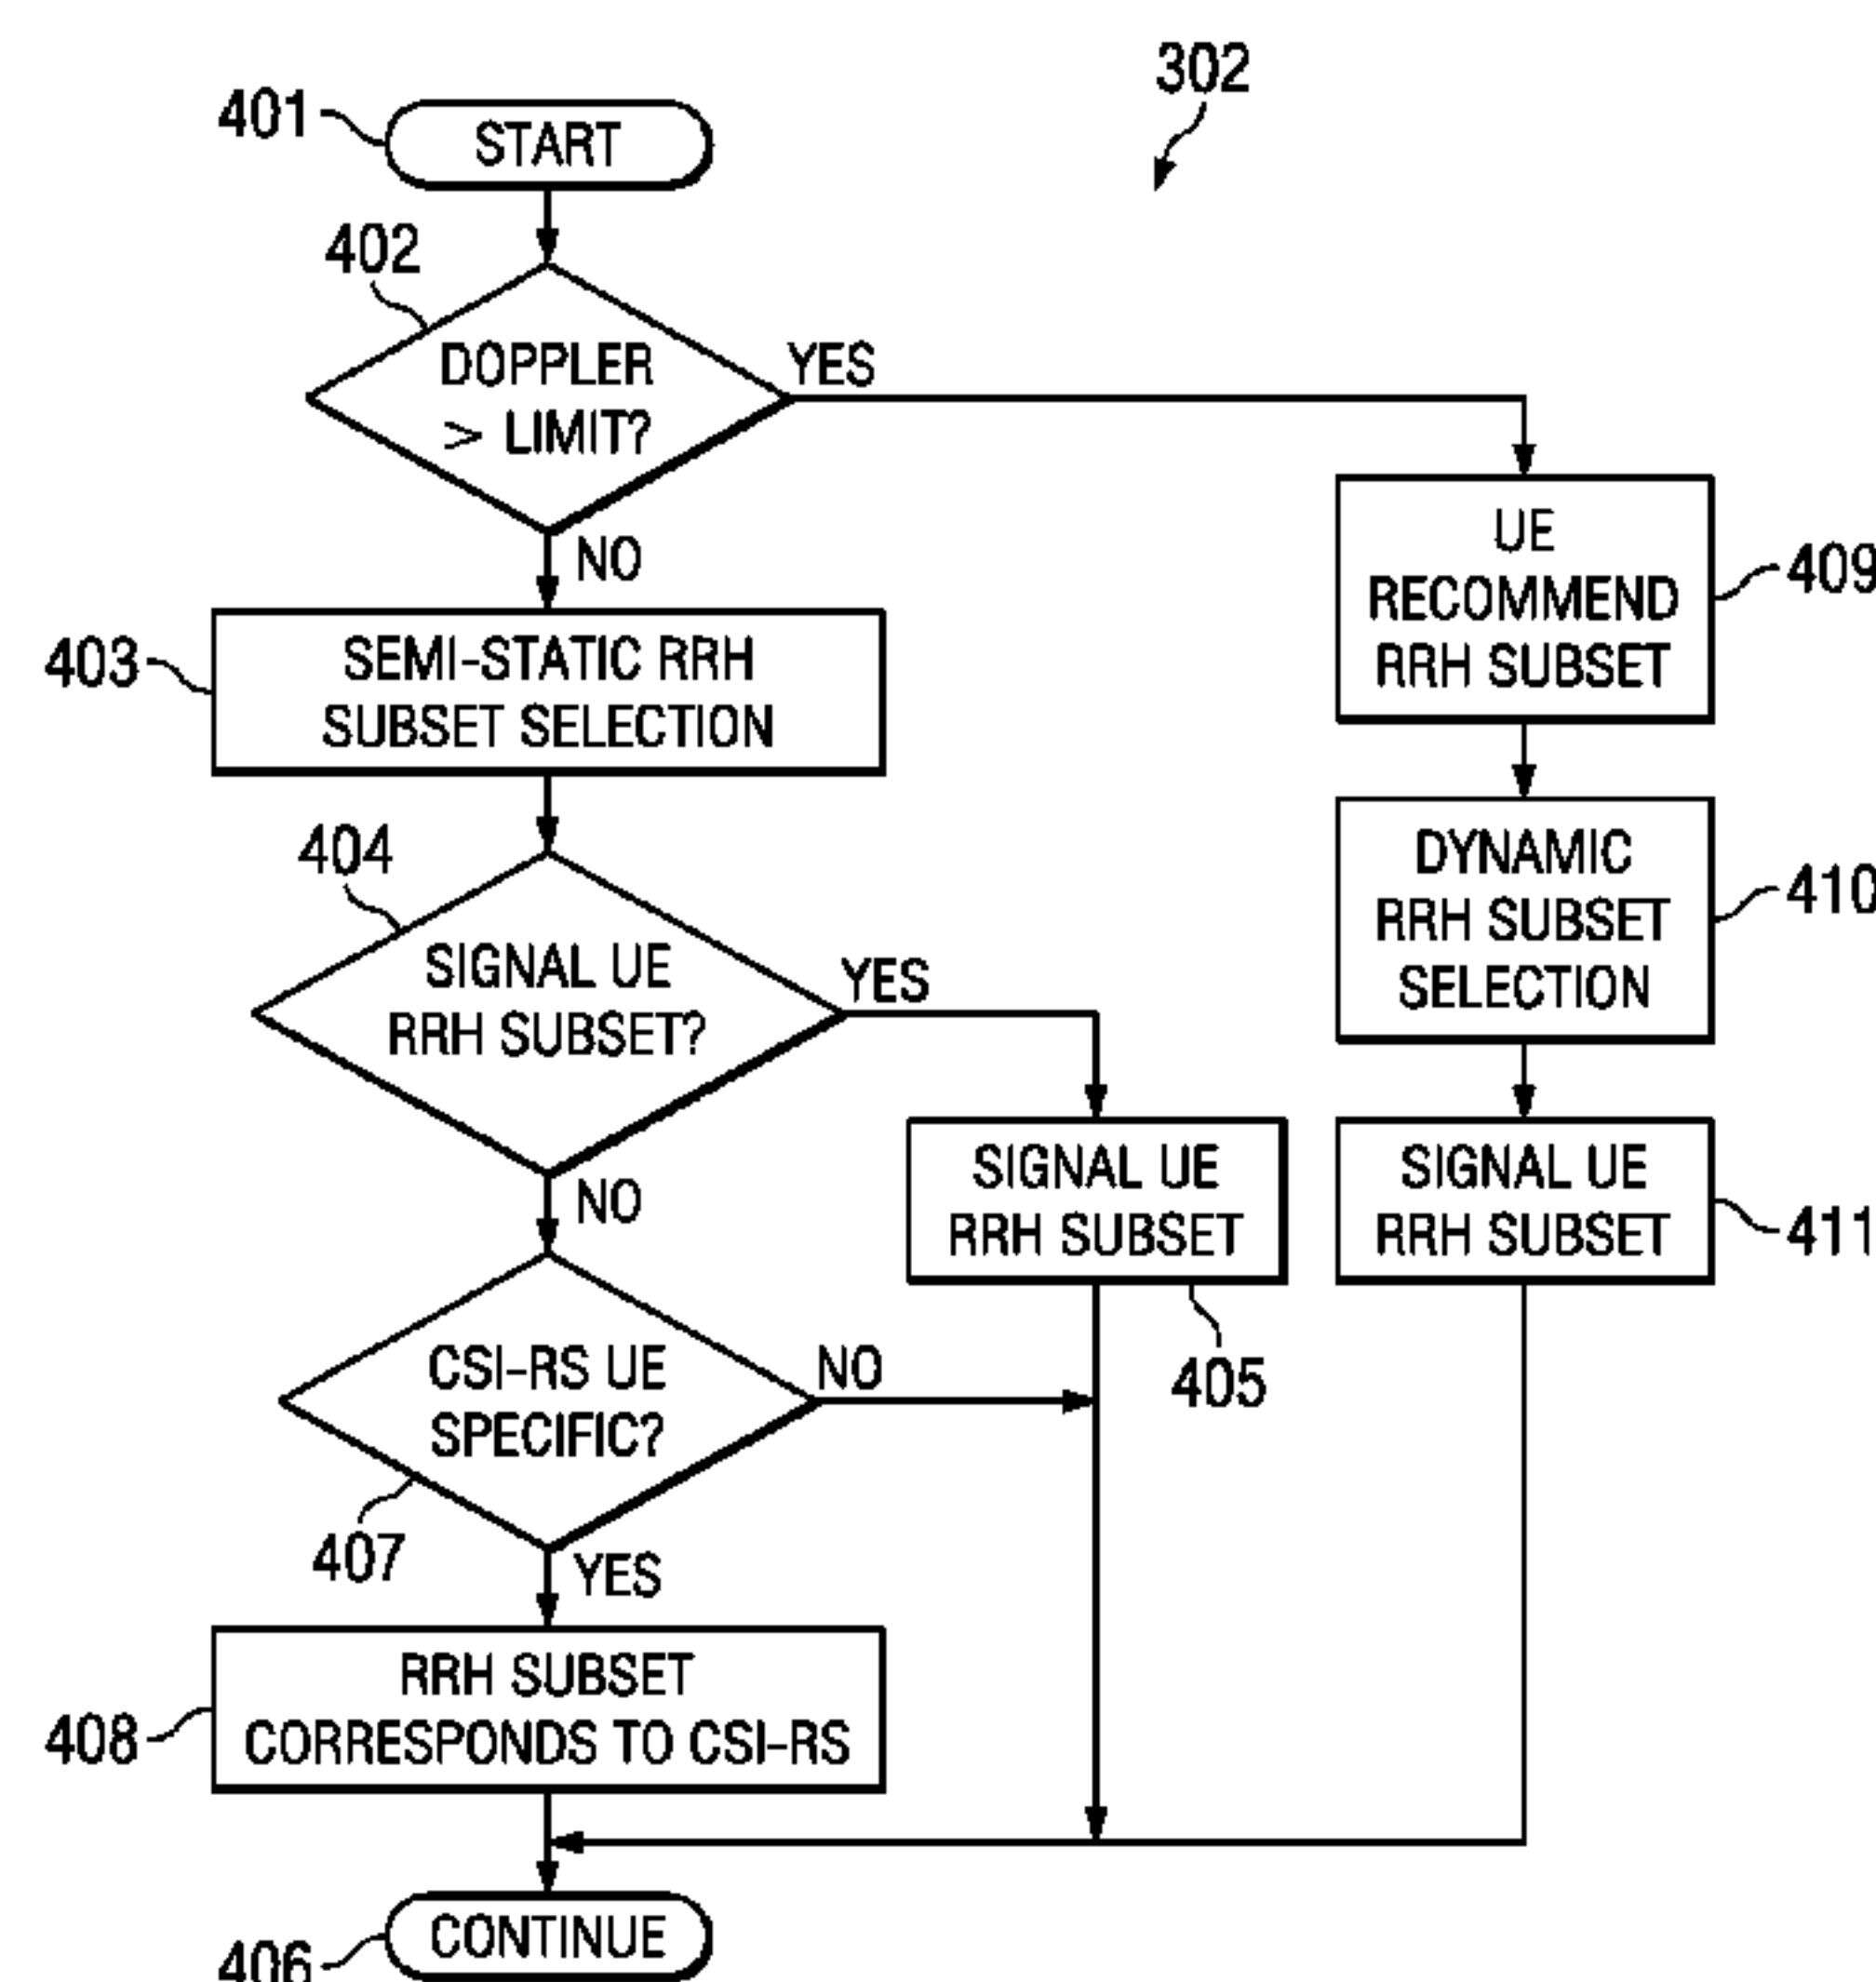 302
401
START
402
DOPPLER
> LIMIT?
YES
NO
UE
RECOMMEND
RRH SUBSET
409
403
SEMI-STATIC RRH
SUBSET SELECTION
DYNAMIC
RRH SUBSET
SELECTION
410
404
SIGNAL UE
RRH SUBSET?
YES
NO
SIGNAL UE
RRH SUBSET
405
SIGNAL UE
RRH SUBSET
411
CSI-RS UE
SPECIFIC?
NO
407
YES
RRH SUBSET
CORRESPONDS TO CSI-RS
408
CONTINUE
406